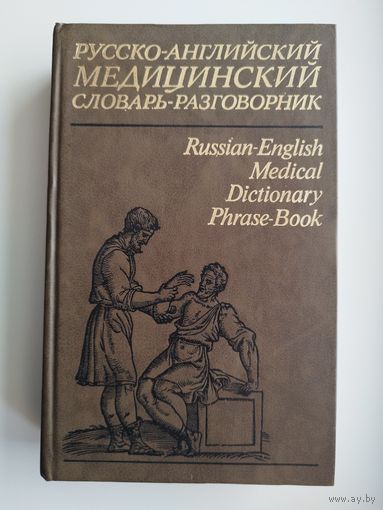 РУССКО-АНГЛИЙСКИЙ
МЕДИЦИНСКИЙ
СЛОВАРЬ-РАЗГОВОРНИК
Russian-English
Medical
Dictionary
Phrase-Book
www.ay.by